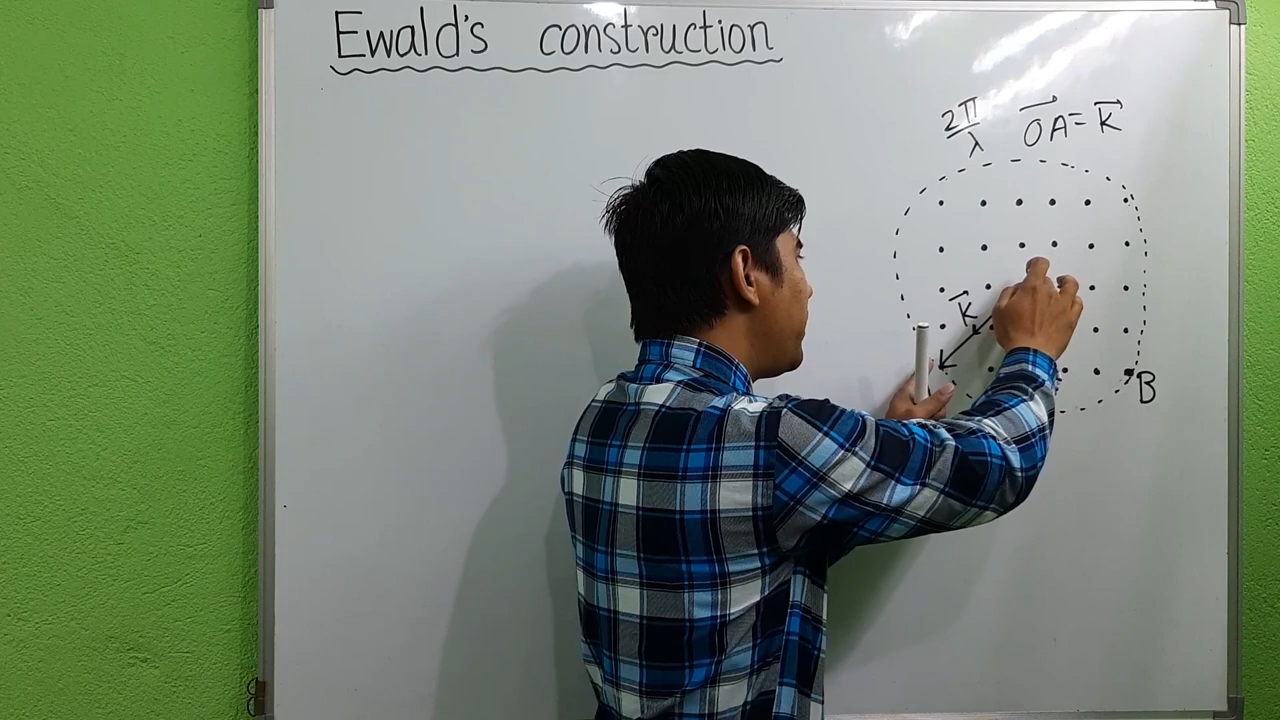 Ewald's construction
2π/λ OA⃗ = K⃗
K⃗
B